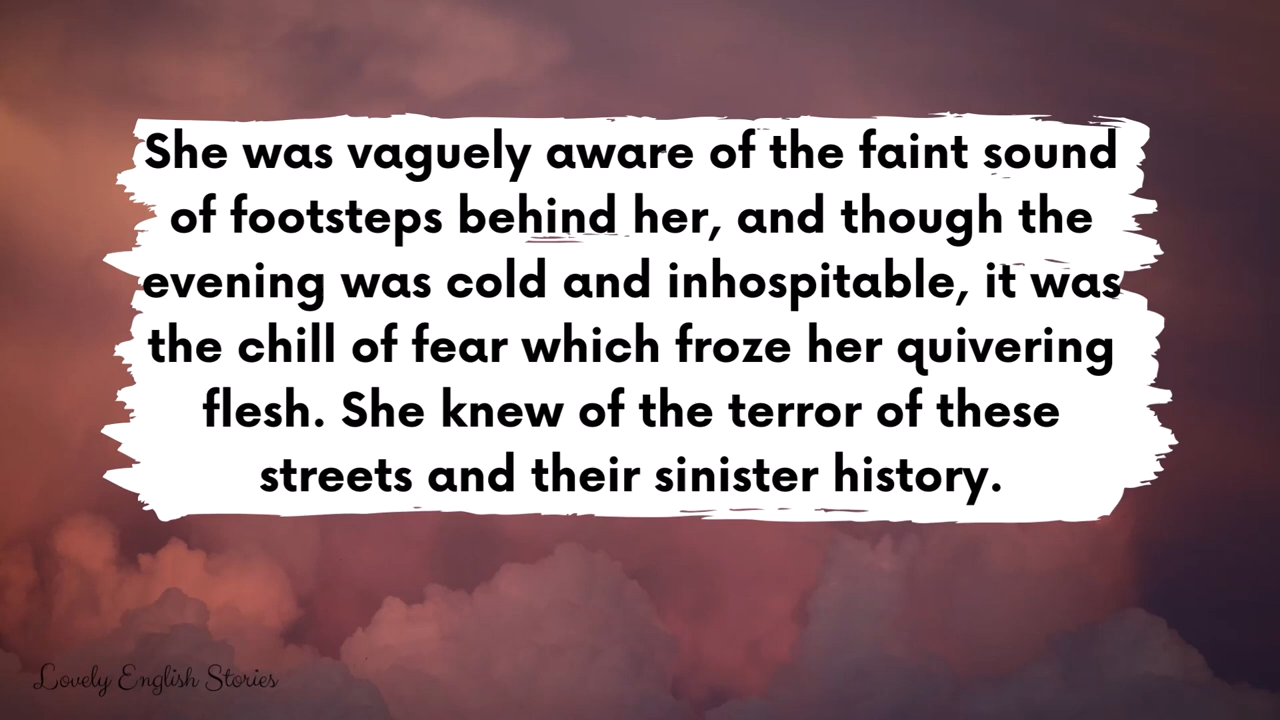 She was vaguely aware of the faint sound
of footsteps behind her, and though the
evening was cold and inhospitable, it was
the chill of fear which froze her quivering
flesh. She knew of the terror of these
streets and their sinister history.
Lovely English Stories